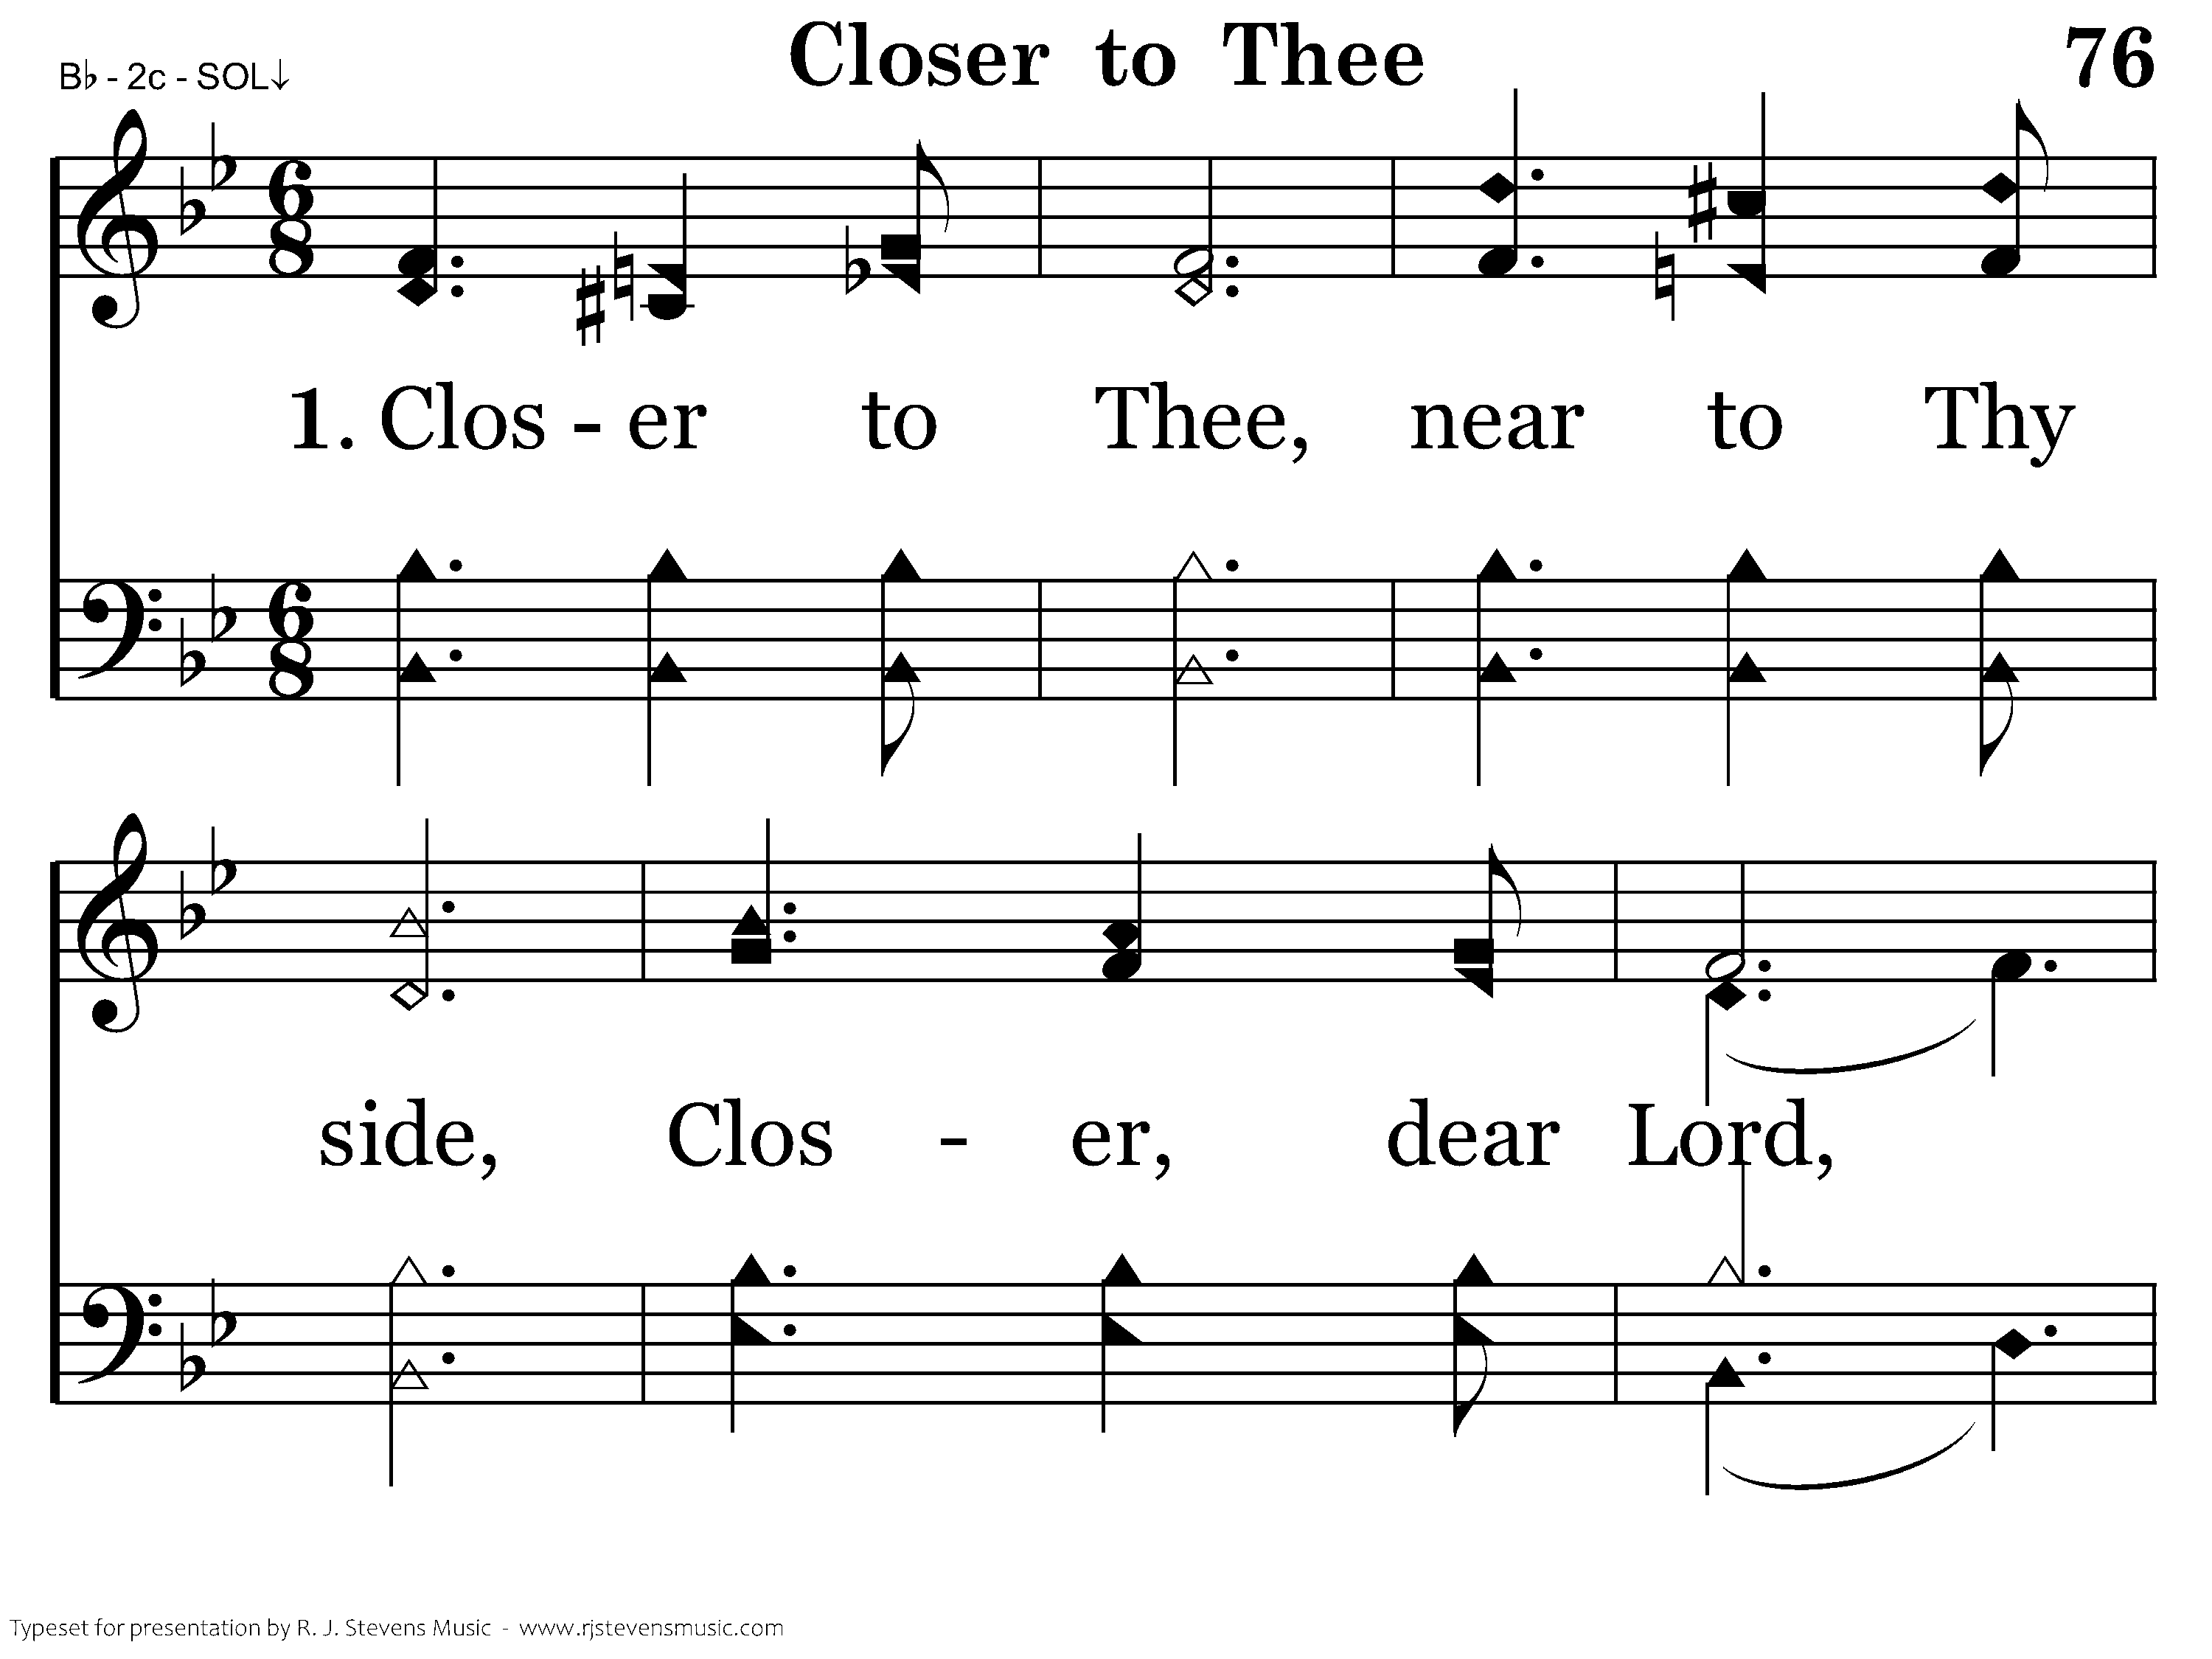 Closer to Thee 76
B♭ - 2c - SOL↓
1. Clos - er to Thee, near to Thy
side, Clos - er, dear Lord,
Typeset for presentation by R. J. Stevens Music - www.rjstevensmusic.com